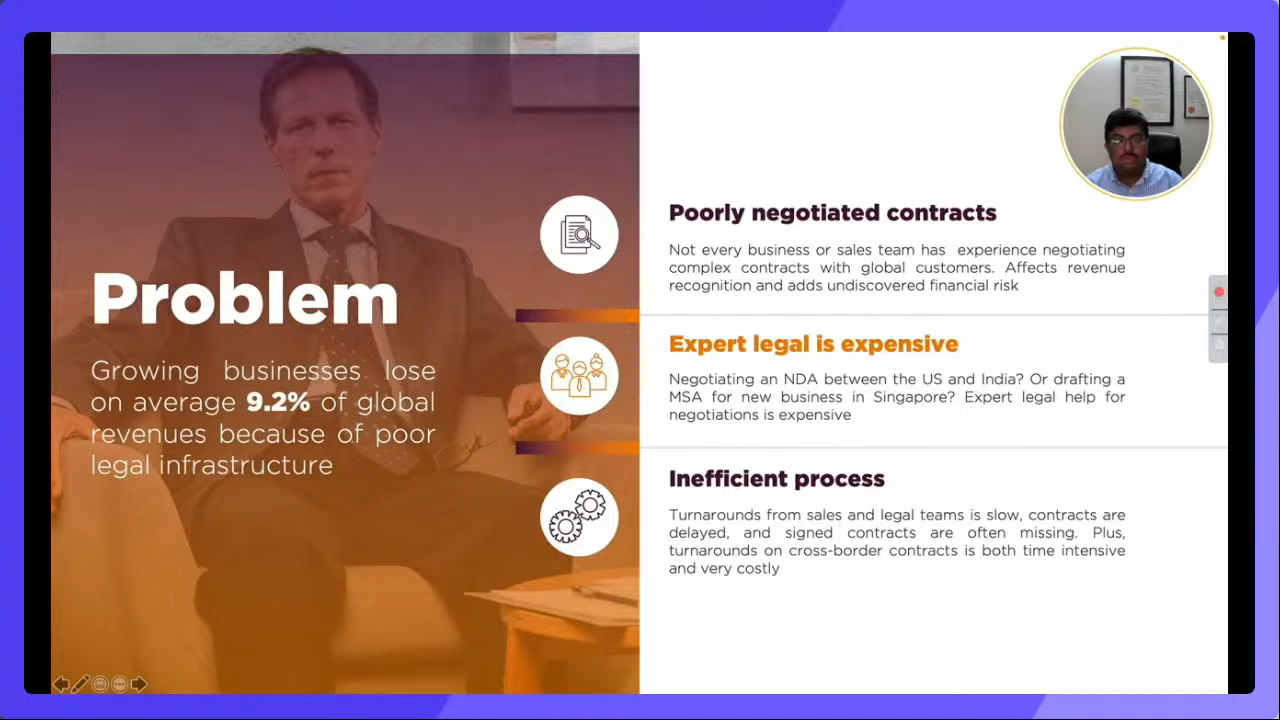 Problem
Growing businesses lose
on average 9.2% of global
revenues because of poor
legal infrastructure
Poorly negotiated contracts
Not every business or sales team has experience negotiating
complex contracts with global customers. Affects revenue
recognition and adds undiscovered financial risk
Expert legal is expensive
Negotiating an NDA between the US and India? Or drafting a
MSA for new business in Singapore? Expert legal help for
negotiations is expensive
Inefficient process
Turnarounds from sales and legal teams is slow, contracts are
delayed, and signed contracts are often missing. Plus,
turnarounds on cross-border contracts is both time intensive
and very costly